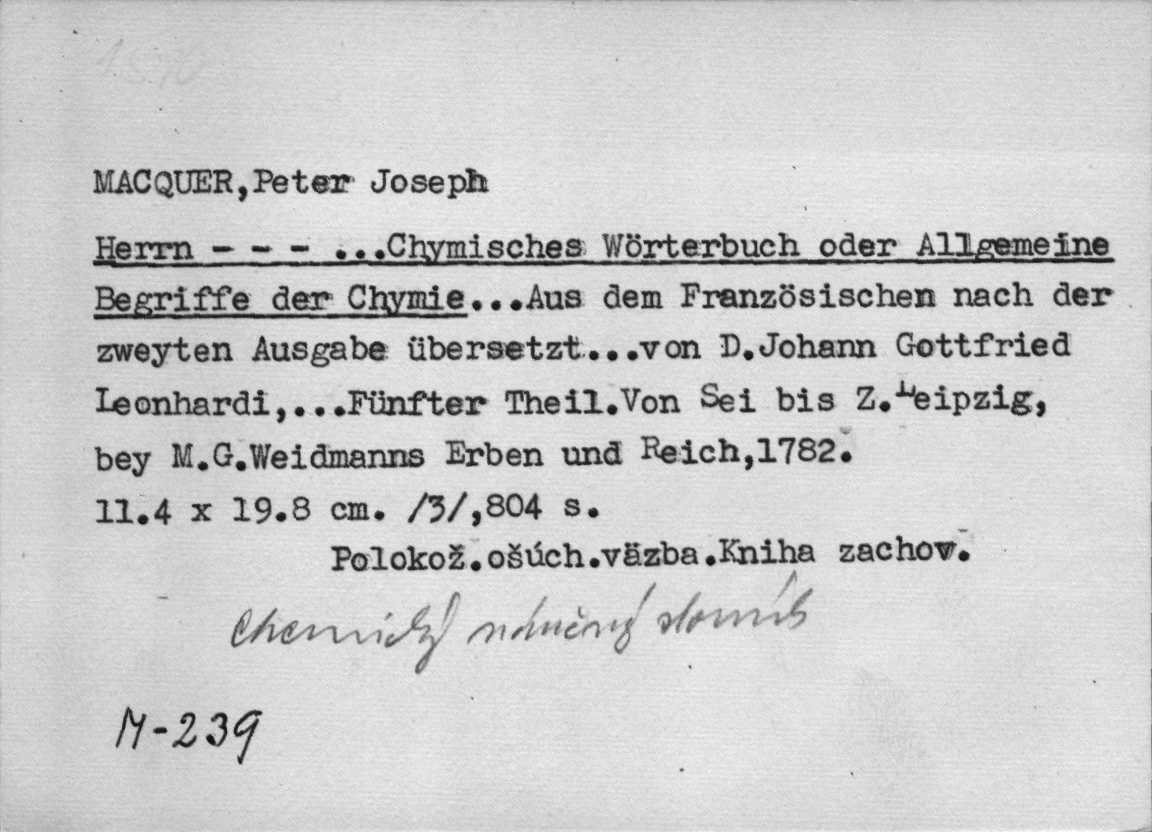 MACQUER,Peter Joseph
Herrn - - - ...Chymisches Wörterbuch oder Allgemeine
Begriffe der Chymie...Aus dem Französischen nach der
zweyten Ausgabe übersetzt...von D.Johann Gottfried
Leonhardi,...Fünfter Theil.Von Sei bis Z.Leipzig,
bey M.G.Weidmanns Erben und Reich,1782.
11.4 x 19.8 cm. /3/,804 s.
Polokož.ošúch.väzba.Kniha zachov.
Chemický náučný slovník
M-239